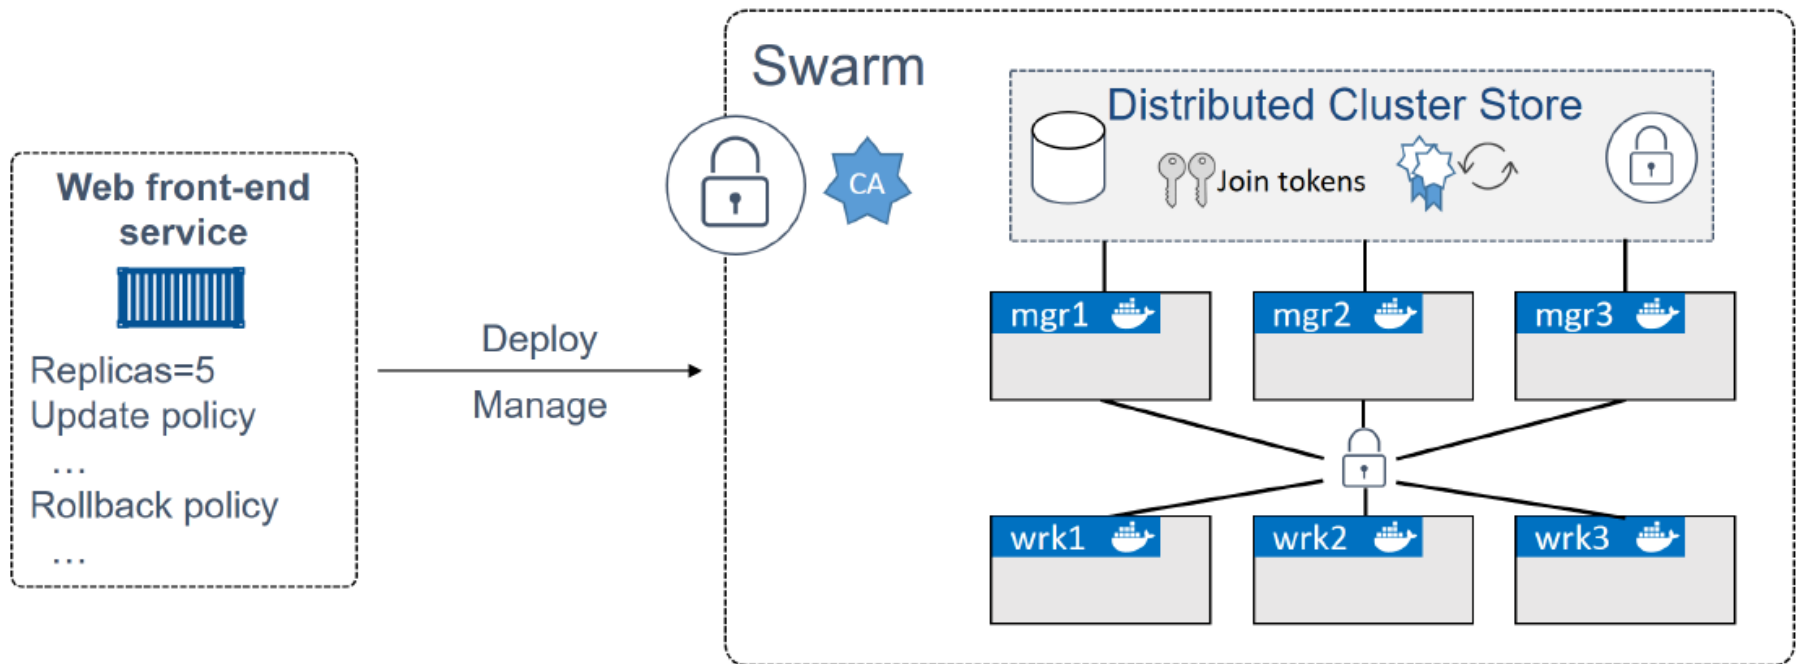 Web front-end
service
Replicas=5
Update policy
...
Rollback policy
...
Deploy
Manage
Swarm
CA
Distributed Cluster Store
Join tokens
mgr1
mgr2
mgr3
wrk1
wrk2
wrk3